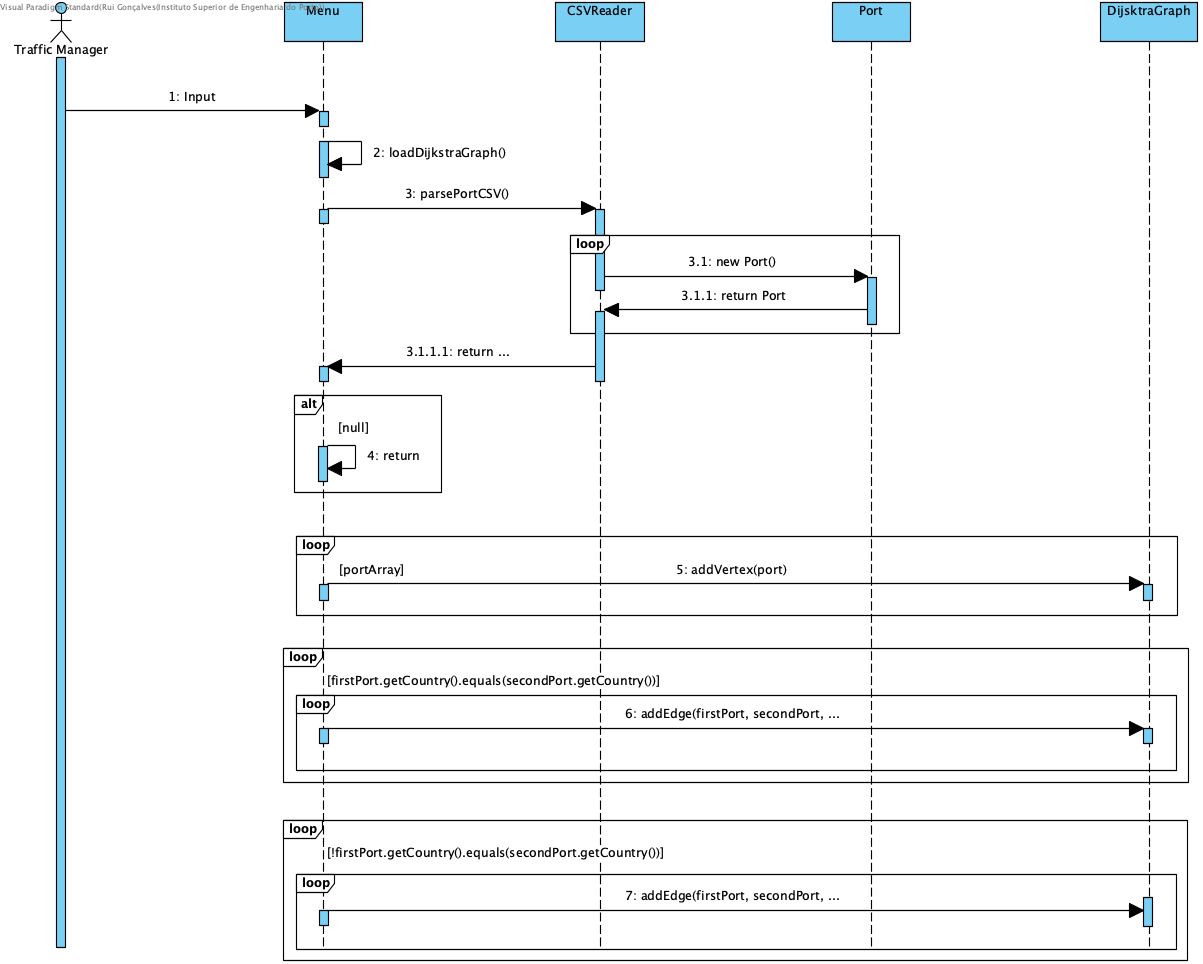 Visual Paradigm Standard(Rui Gonçalves(Instituto Superior de Engenharia do Porto))
Menu
CSVReader
Port
DijsktraGraph
Traffic Manager
1: Input
2: loadDijkstraGraph()
3: parsePortCSV()
loop
3.1: new Port()
3.1.1: return Port
3.1.1.1: return ...
alt
[null]
4: return
loop
[portArray]
5: addVertex(port)
loop
[firstPort.getCountry().equals(secondPort.getCountry())]
loop
6: addEdge(firstPort, secondPort, ...
loop
[!firstPort.getCountry().equals(secondPort.getCountry())]
loop
7: addEdge(firstPort, secondPort, ...